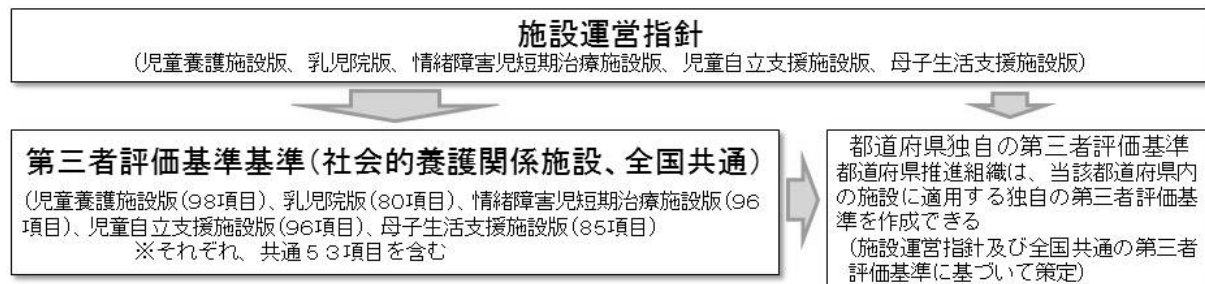 施設運営指針
(児童養護施設版、乳児院版、情緒障害児短期治療施設版、児童自立支援施設版、母子生活支援施設版)
第三者評価基準基準(社会的養護関係施設、全国共通)
(児童養護施設版(98項目)、乳児院版(80項目)、情緒障害児短期治療施設版(96
項目)、児童自立支援施設版(96項目)、母子生活支援施設版(85項目)
※それぞれ、共通53項目を含む
都道府県独自の第三者評価基準
都道府県推進組織は、当該都道府県内
の施設に適用する独自の第三者評価基
準を作成できる
(施設運営指針及び全国共通の第三者
評価基準に基づいて策定)